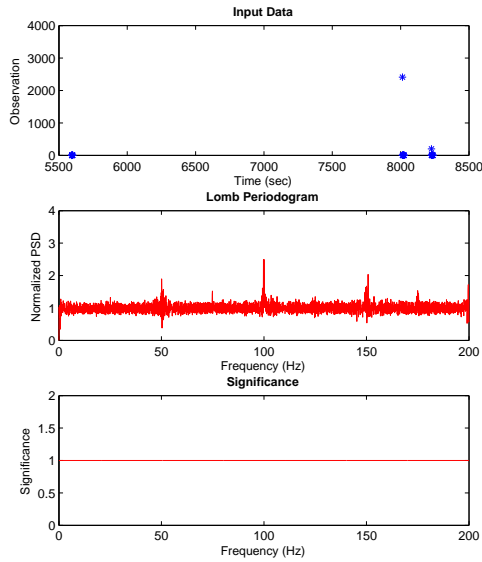 Input Data
Observation
4000
3000
2000
1000
0
5500 6000 6500 7000 7500 8000 8500
Time (sec)
Lomb Periodogram
Normalized PSD
4
3
2
1
0
0 50 100 150 200
Frequency (Hz)
Significance
Significance
2
1.5
1
0.5
0
0 50 100 150 200
Frequency (Hz)